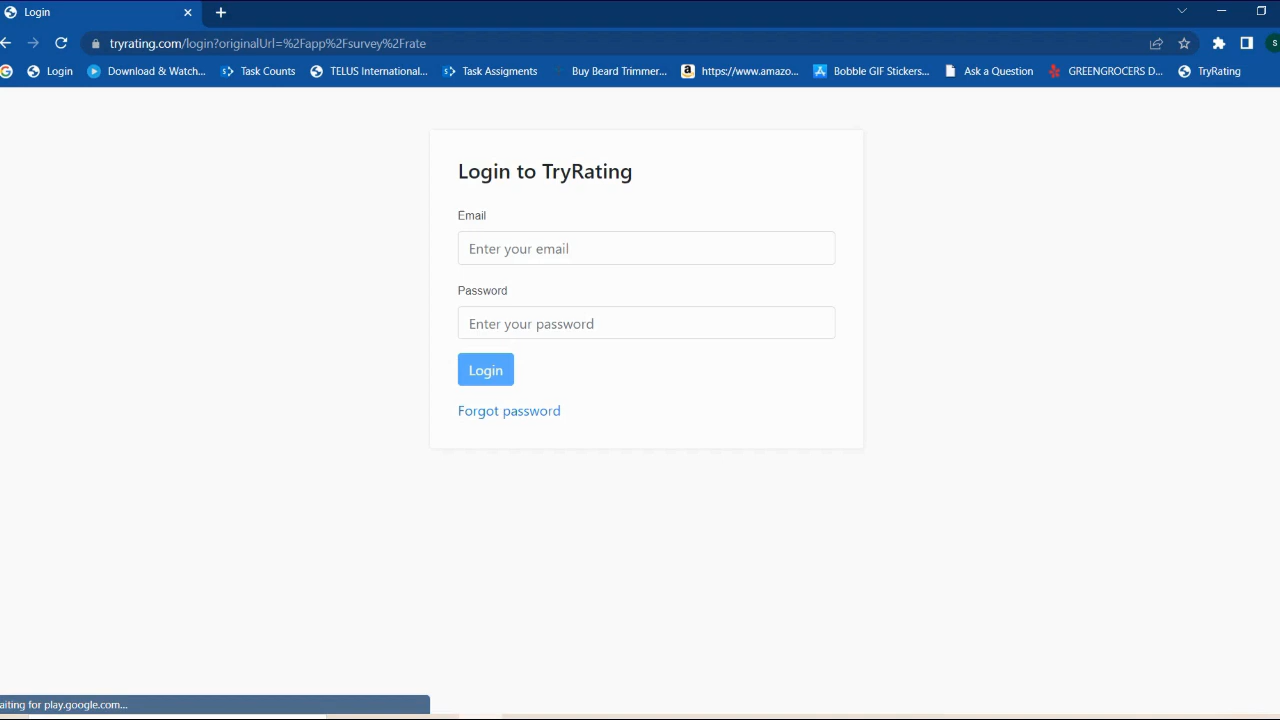 Login
tryrating.com/login?originalUrl=%2Fapp%2Fsurvey%2Frate
Login Download & Watch... Task Counts TELUS International... Task Assigments Buy Beard Trimmer... https://www.amazo... Bobble GIF Stickers... Ask a Question GREENGROCERS D... TryRating
Login to TryRating
Email
Enter your email
Password
Enter your password
Login
Forgot password
aiting for play.google.com...